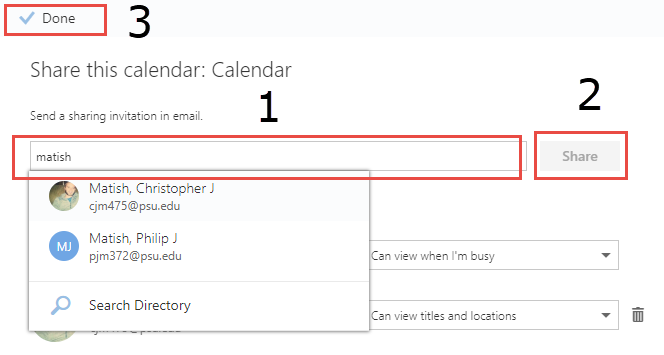 Done
3
Share this calendar: Calendar
Send a sharing invitation in email.
1
2
matish
Share
Matish, Christopher J
cjm475@psu.edu
MJ
Matish, Philip J
pjm372@psu.edu
Can view when I'm busy
Search Directory
Can view titles and locations